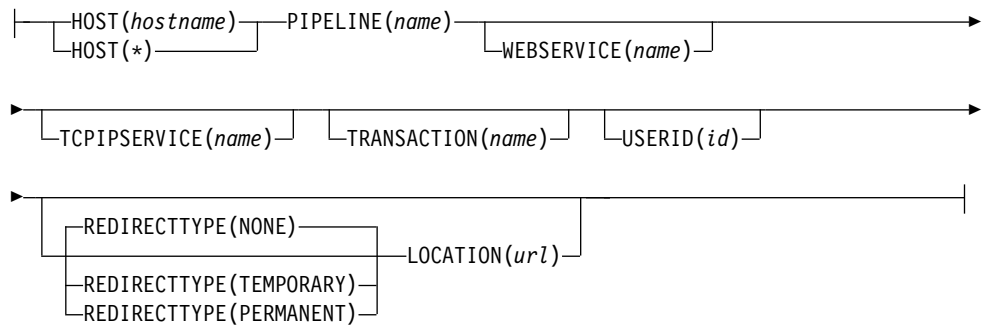 HOST(hostname) PIPELINE(name)
HOST(*) WEBSERVICE(name)
TCPIPSERVICE(name) TRANSACTION(name) USERID(id)
REDIRECTTYPE(NONE)
LOCATION(url)
REDIRECTTYPE(TEMPORARY)
REDIRECTTYPE(PERMANENT)